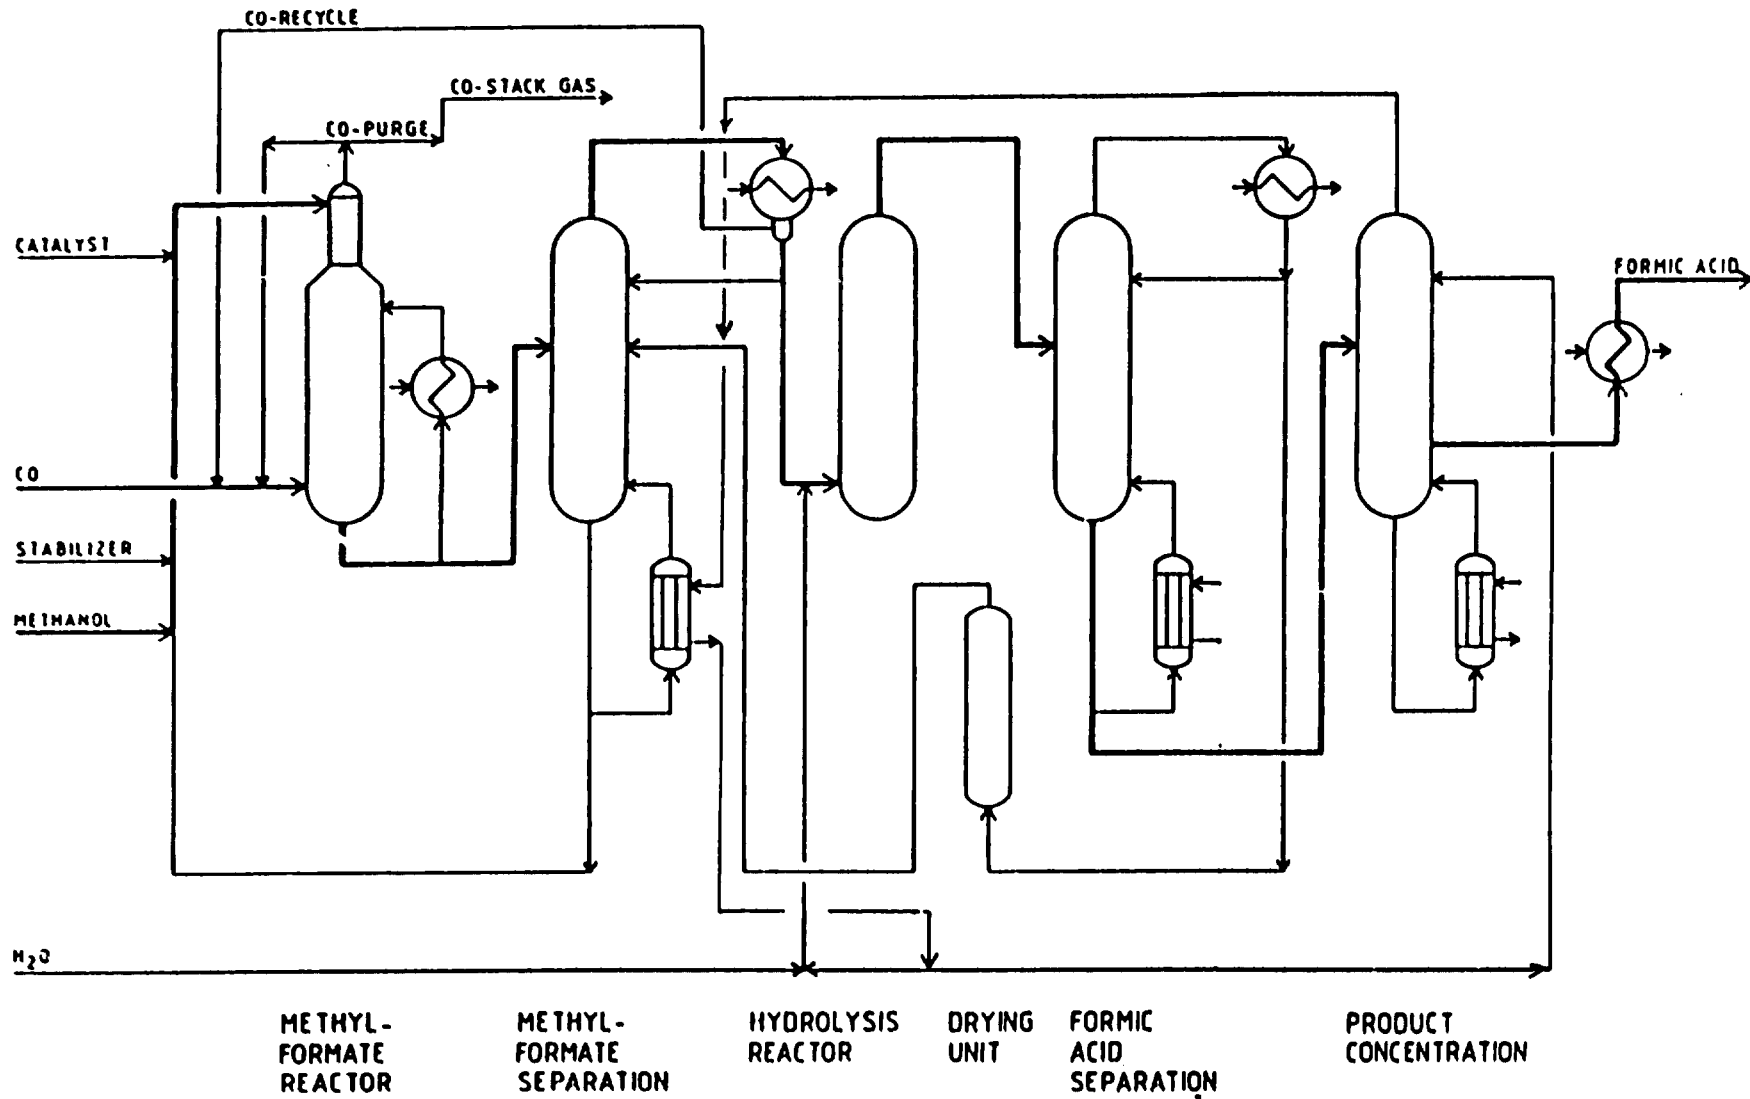 CO-RECYCLE
CO-STACK GAS
CO-PURGE
CATALYST
FORMIC ACID
CO
STABILIZER
METHANOL
H₂O
METHYL-
FORMATE
REACTOR
METHYL-
FORMATE
SEPARATION
HYDROLYSIS
REACTOR
DRYING
UNIT
FORMIC
ACID
SEPARATION
PRODUCT
CONCENTRATION